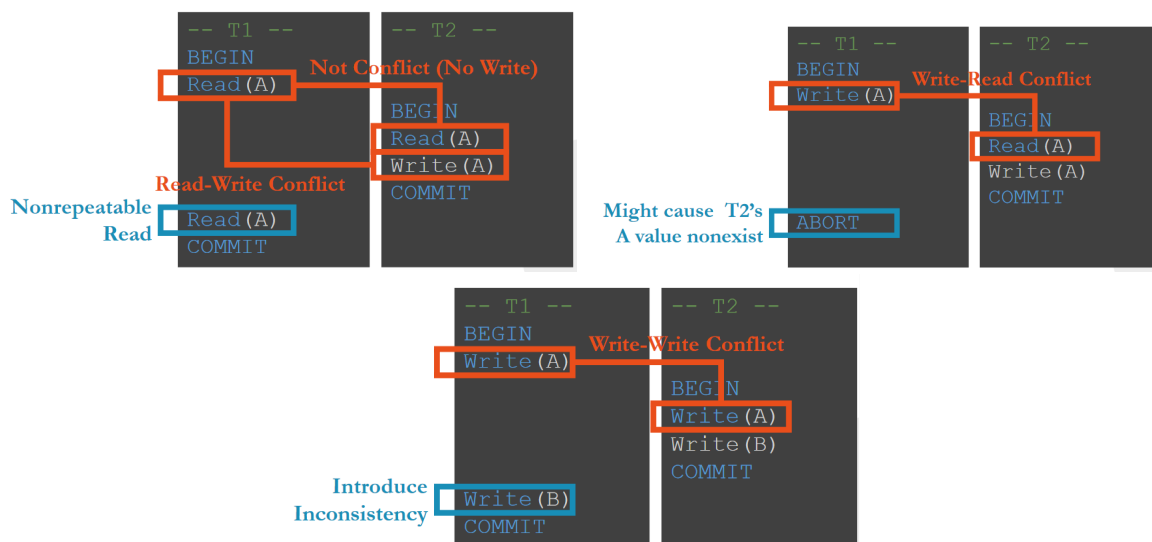 -- T1 --
BEGIN
Read(A)
Read(A)
COMMIT
-- T2 --
BEGIN
Read(A)
Write(A)
COMMIT
Not Conflict (No Write)
Read-Write Conflict
Nonrepeatable
Read
-- T1 --
BEGIN
Write(A)
ABORT
-- T2 --
BEGIN
Read(A)
Write(A)
COMMIT
Write-Read Conflict
Might cause T2's
A value nonexist
-- T1 --
BEGIN
Write(A)
Write(B)
COMMIT
-- T2 --
BEGIN
Write(A)
Write(B)
COMMIT
Write-Write Conflict
Introduce
Inconsistency